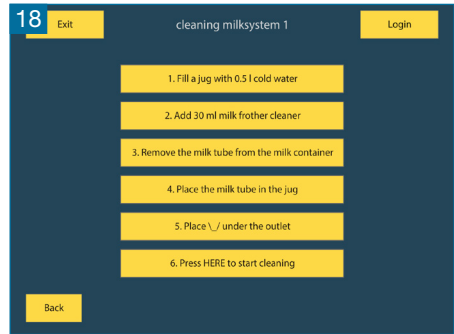 18
Exit
cleaning milksystem 1
Login
1. Fill a jug with 0.5 l cold water
2. Add 30 ml milk frother cleaner
3. Remove the milk tube from the milk container
4. Place the milk tube in the jug
5. Place \_/ under the outlet
6. Press HERE to start cleaning
Back